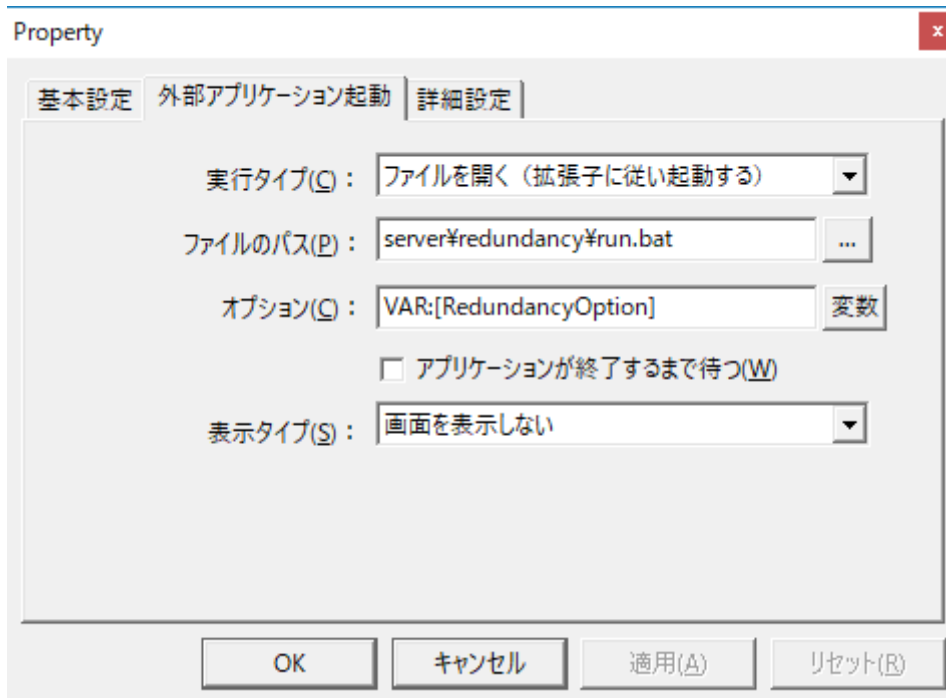 Property
x
基本設定 外部アプリケーション起動 詳細設定
実行タイプ(C)： ファイルを開く（拡張子に従い起動する）
ファイルのパス(P)： server¥redundancy¥run.bat ...
オプション(C)： VAR:[RedundancyOption] 変数
アプリケーションが終了するまで待つ(W)
表示タイプ(S)： 画面を表示しない
OK キャンセル 適用(A) リセット(R)